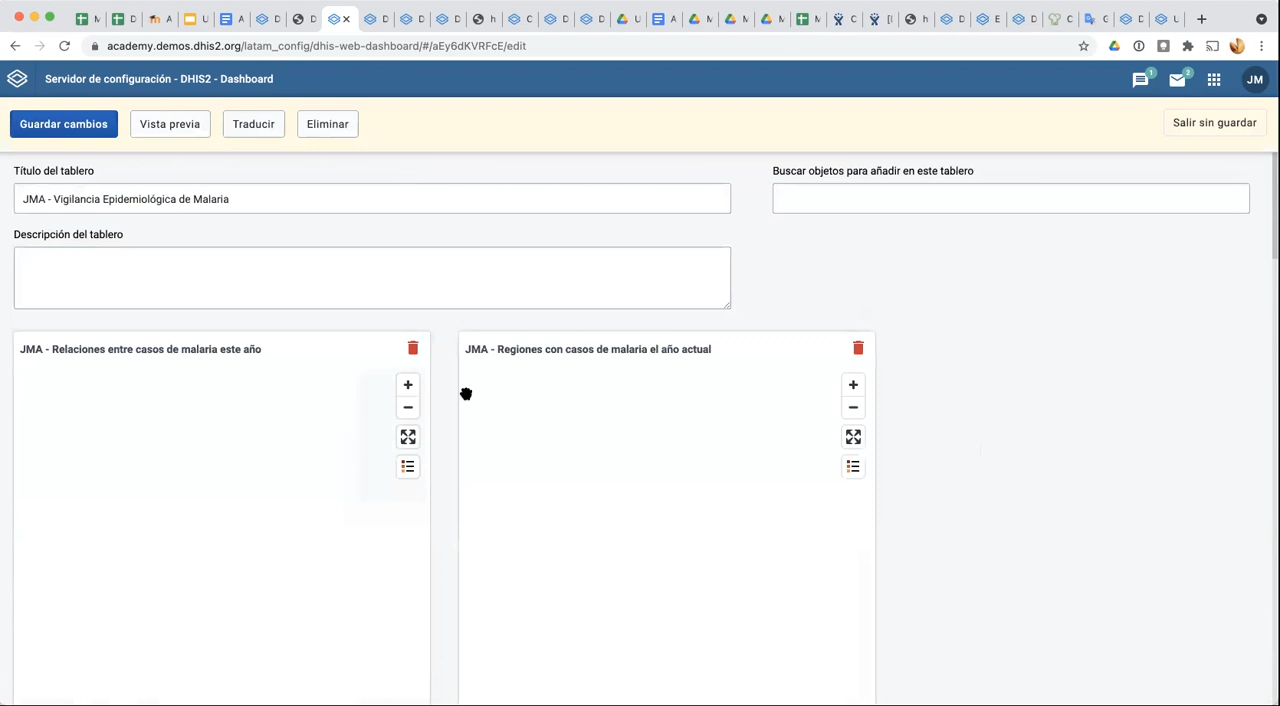 M D A U A D D D D D h C D D U A M M M C [ h D E D C G D U
academy.demos.dhis2.org/latam_config/dhis-web-dashboard/#/aEy6dKVRFcE/edit
Servidor de configuración - DHIS2 - Dashboard
1 2 JM
Guardar cambios Vista previa Traducir Eliminar Salir sin guardar
Título del tablero Buscar objetos para añadir en este tablero
JMA - Vigilancia Epidemiológica de Malaria
Descripción del tablero
JMA - Relaciones entre casos de malaria este año JMA - Regiones con casos de malaria el año actual